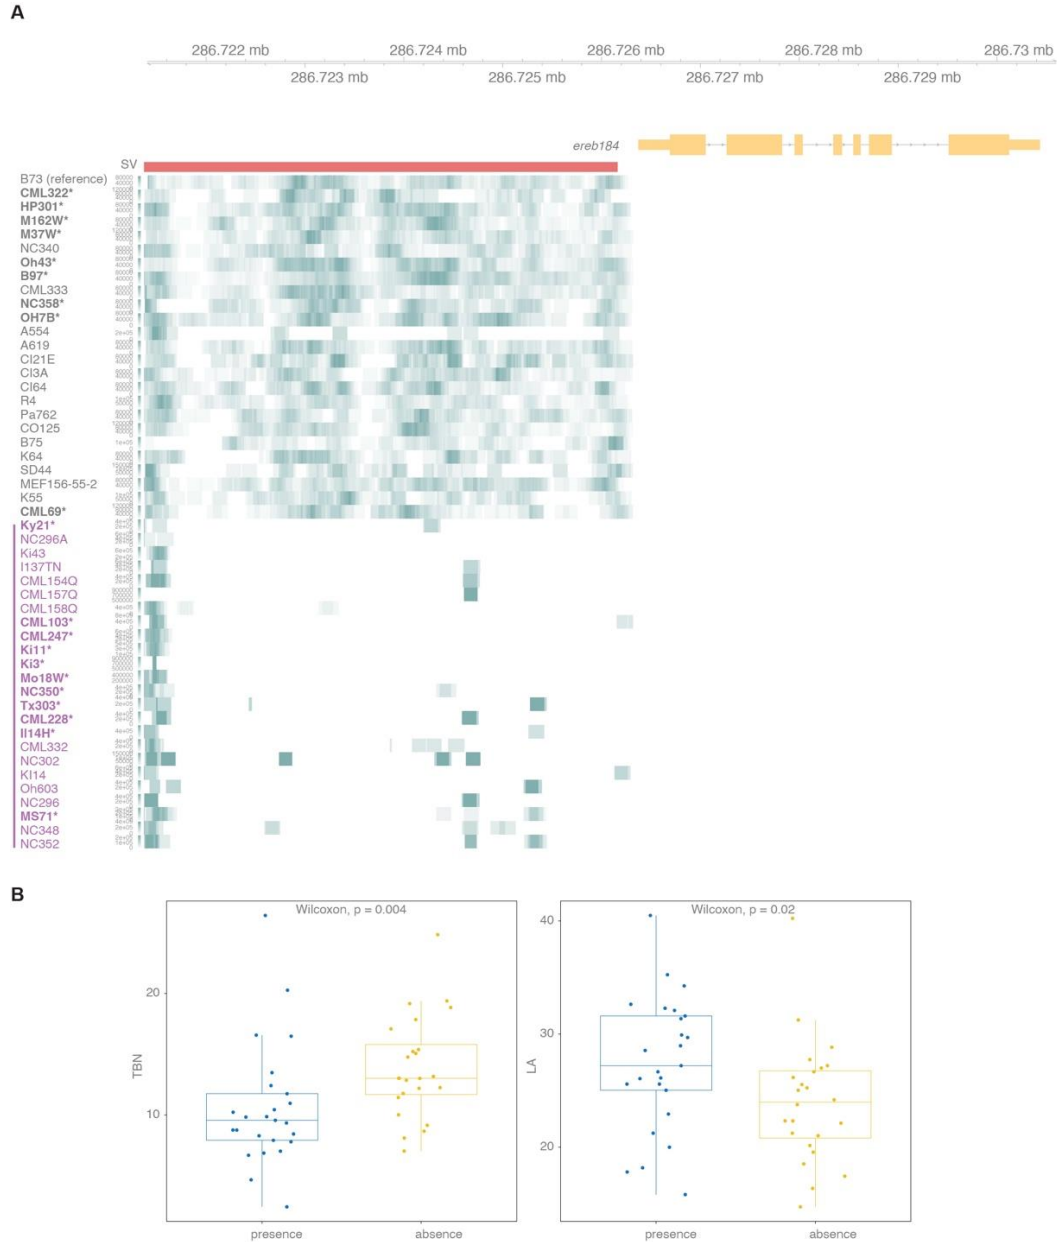 A
286.722 mb 286.724 mb 286.726 mb 286.728 mb 286.73 mb
286.723 mb 286.725 mb 286.727 mb 286.729 mb
ereb184
SV
B73 (reference)
CML322*
HP301*
M162W*
M37W*
NC340
Oh43*
B97*
CML333
NC358*
OH7B*
A554
A619
CI21E
CI3A
CI64
R4
Pa762
CO125
B75
K64
SD44
MEF156-55-2
K55
CML69*
Ky21*
NC296A
Ki43
I137TN
CML154Q
CML157Q
CML158Q
CML103*
CML247*
Ki11*
Ki3*
Mo18W*
NC350*
Tx303*
CML228*
Il14H*
CML332
NC302
KI14
Oh603
NC296
MS71*
NC348
NC352
B
Wilcoxon, p = 0.004
TBN
20
10
presence absence
Wilcoxon, p = 0.02
LA
40
30
20
presence absence